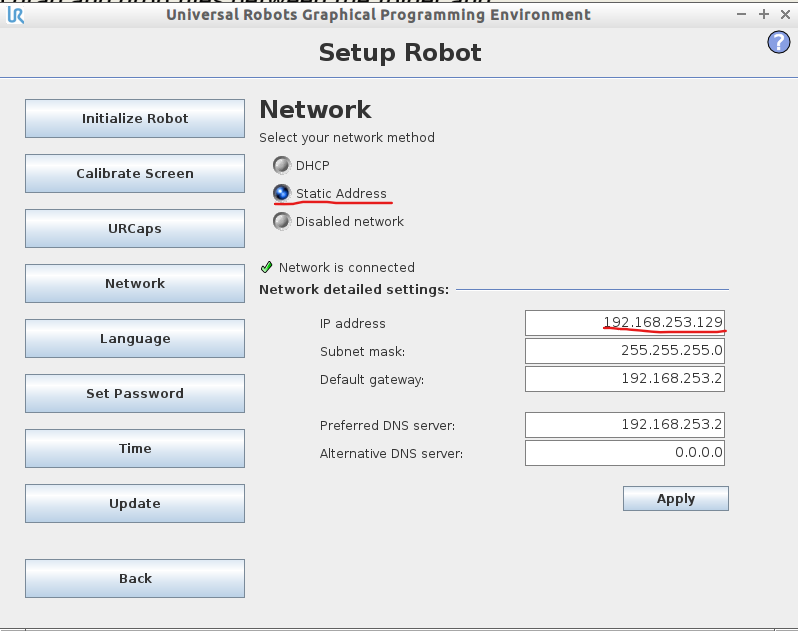 Universal Robots Graphical Programming Environment
Setup Robot
?
Initialize Robot
Calibrate Screen
URCaps
Network
Language
Set Password
Time
Update
Back
Network
Select your network method
DHCP
Static Address
Disabled network
Network is connected
Network detailed settings:
IP address 192.168.253.129
Subnet mask: 255.255.255.0
Default gateway: 192.168.253.2
Preferred DNS server: 192.168.253.2
Alternative DNS server: 0.0.0.0
Apply